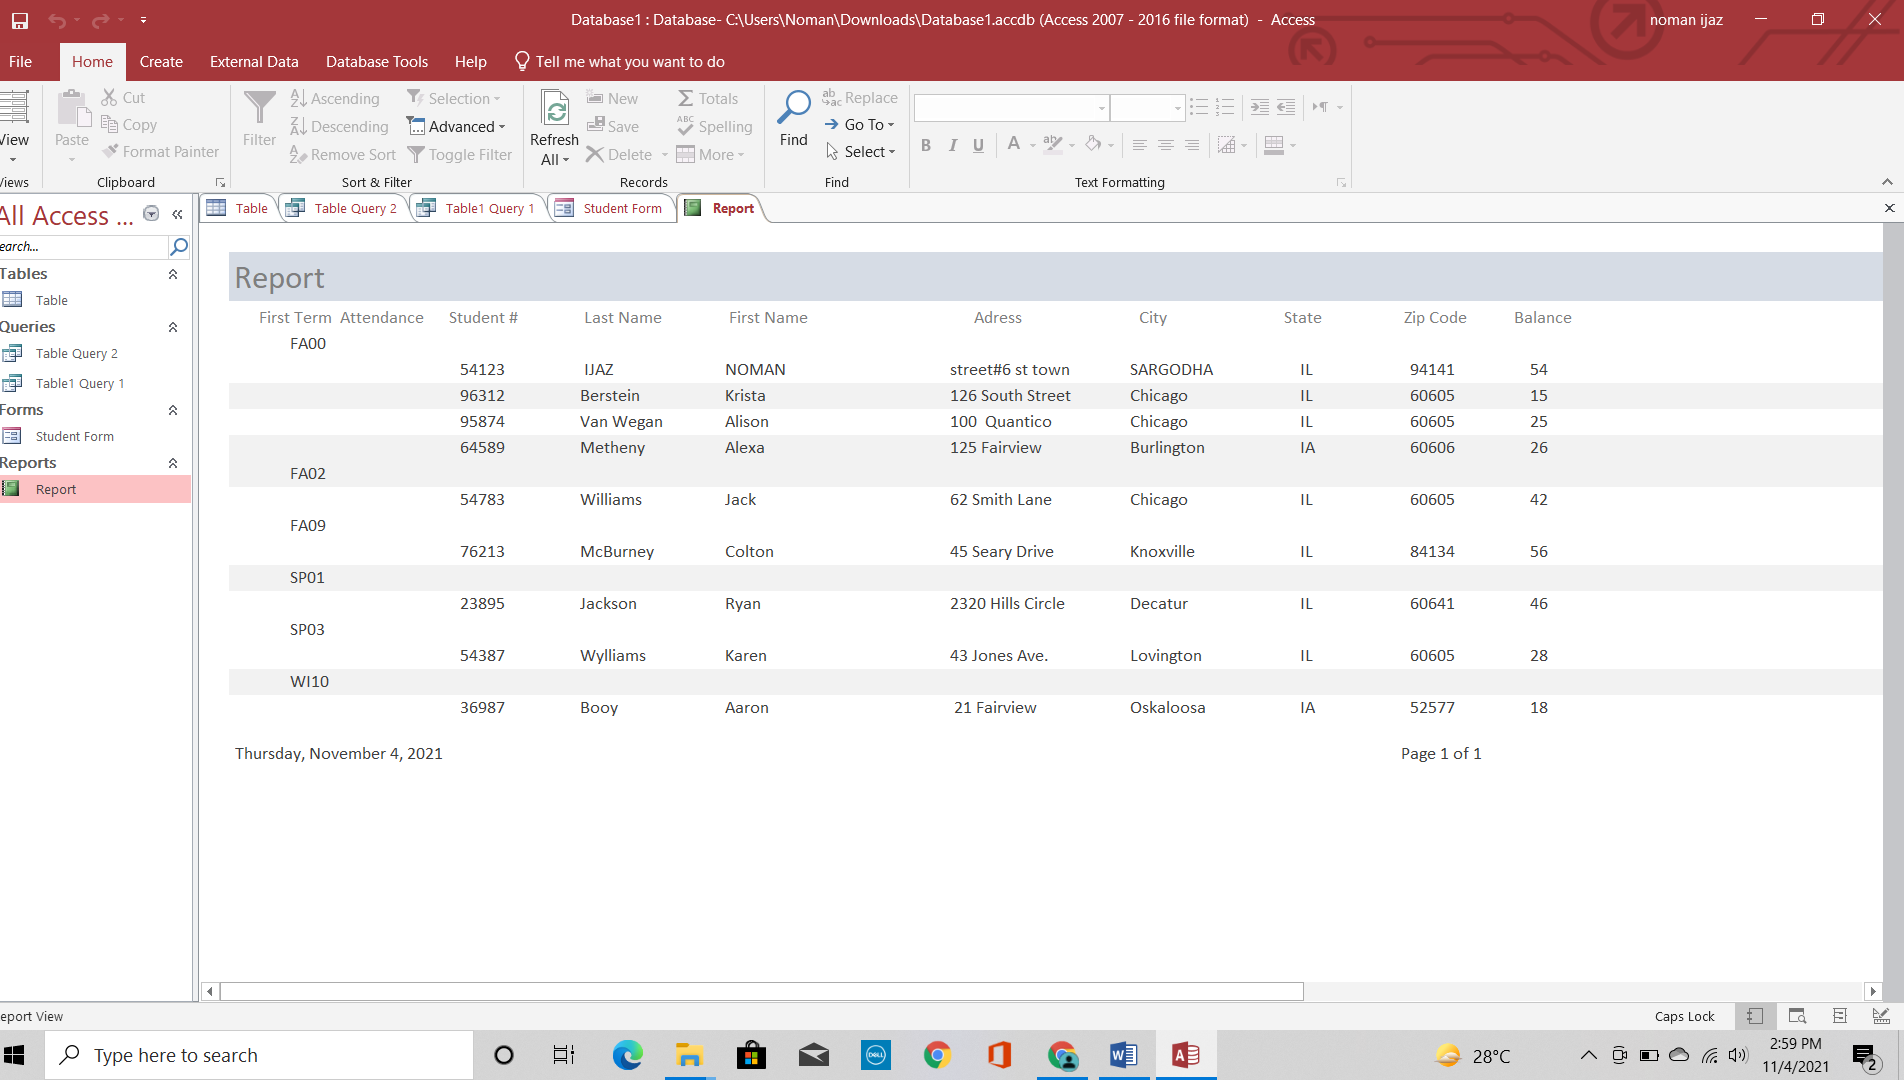 Database1 : Database- C:\Users\Noman\Downloads\Database1.accdb (Access 2007 - 2016 file format) - Access
noman ijaz
File Home Create External Data Database Tools Help Tell me what you want to do
View
Views
Paste
Cut
Copy
Format Painter
Clipboard
Filter
Ascending
Descending
Remove Sort
Selection
Advanced
Toggle Filter
Sort & Filter
Refresh
All
New
Save
Delete
Totals
Spelling
More
Records
Find
Replace
Go To
Select
Find
B I U A
Text Formatting
All Access ...
earch...
Tables
Table
Queries
Table Query 2
Table1 Query 1
Forms
Student Form
Reports
Report
Table Table Query 2 Table1 Query 1 Student Form Report
Report
First Term Attendance Student # Last Name First Name Adress City State Zip Code Balance
FA00
54123 IJAZ NOMAN street#6 st town SARGODHA IL 94141 54
96312 Berstein Krista 126 South Street Chicago IL 60605 15
95874 Van Wegan Alison 100  Quantico Chicago IL 60605 25
64589 Metheny Alexa 125 Fairview Burlington IA 60606 26
FA02
54783 Williams Jack 62 Smith Lane Chicago IL 60605 42
FA09
76213 McBurney Colton 45 Seary Drive Knoxville IL 84134 56
SP01
23895 Jackson Ryan 2320 Hills Circle Decatur IL 60641 46
SP03
54387 Wylliams Karen 43 Jones Ave. Lovington IL 60605 28
WI10
36987 Booy Aaron 21 Fairview Oskaloosa IA 52577 18
Thursday, November 4, 2021 Page 1 of 1
eport View
Caps Lock
Type here to search
DELL
28°C
2:59 PM
11/4/2021
2